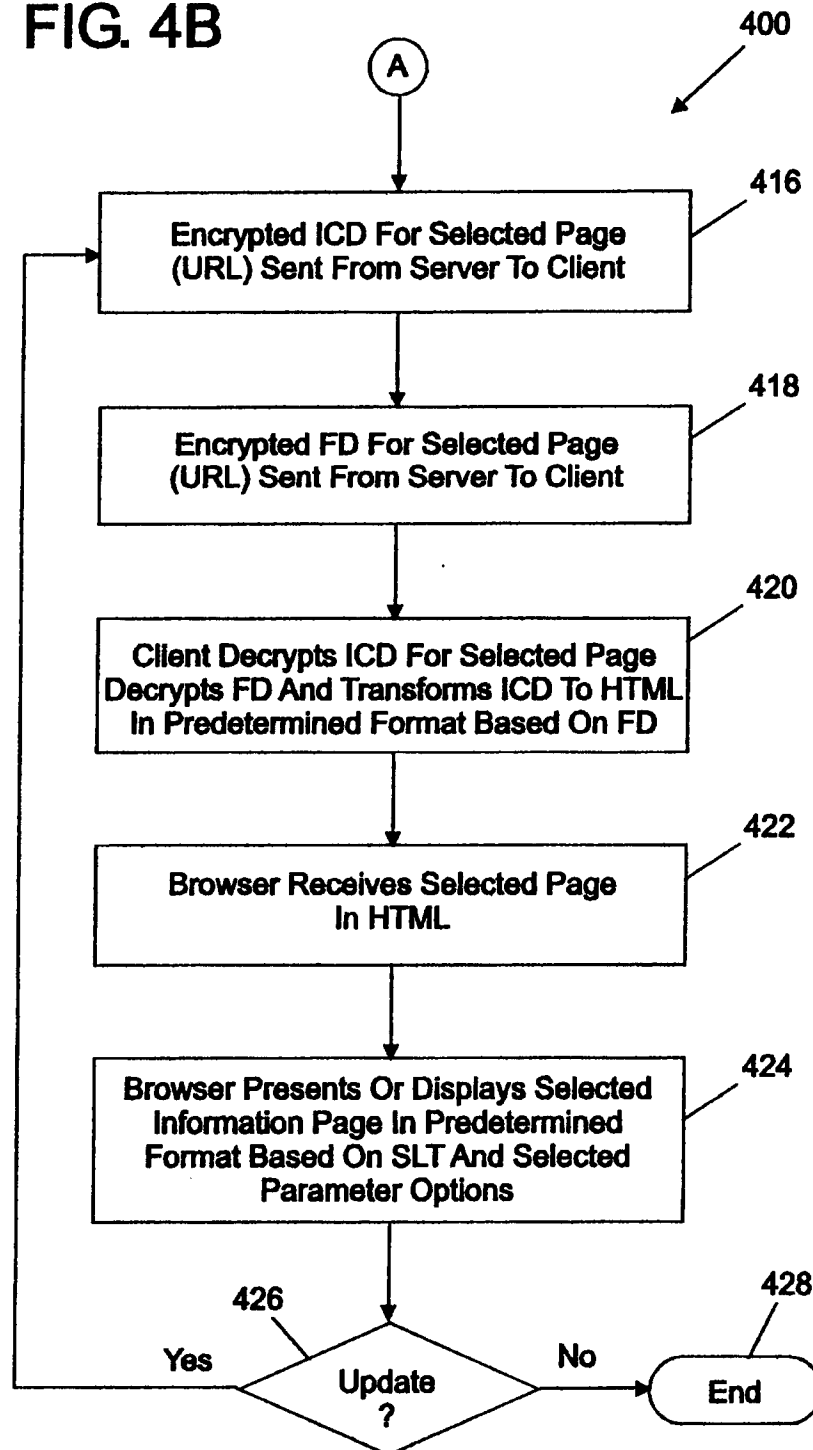 FIG. 4B
400
A
416
Encrypted ICD For Selected Page
(URL) Sent From Server To Client
418
Encrypted FD For Selected Page
(URL) Sent From Server To Client
420
Client Decrypts ICD For Selected Page
Decrypts FD And Transforms ICD To HTML
In Predetermined Format Based On FD
422
Browser Receives Selected Page
In HTML
424
Browser Presents Or Displays Selected
Information Page In Predetermined
Format Based On SLT And Selected
Parameter Options
426
428
Yes
Update
?
No
End